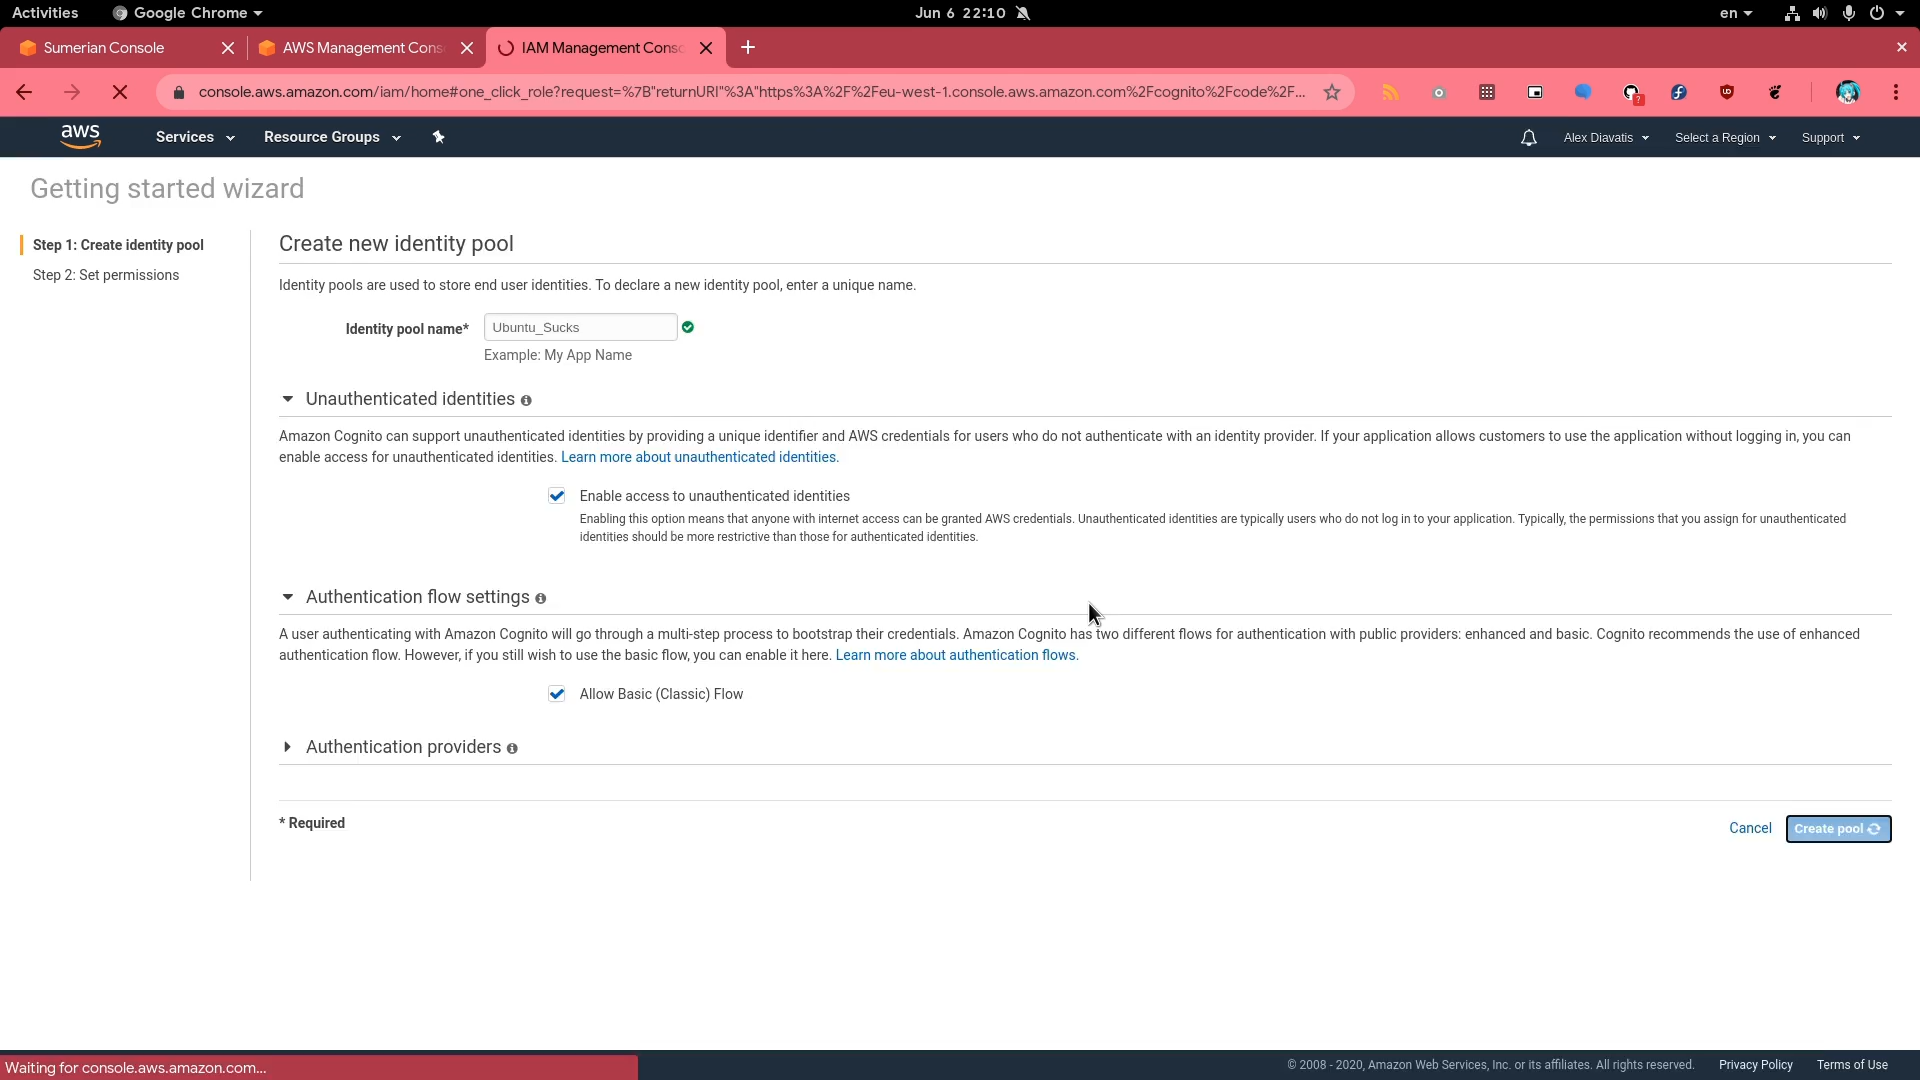 Activities Google Chrome Jun 6 22:10 en
Sumerian Console AWS Management Cons IAM Management Conso
console.aws.amazon.com/iam/home#one_click_role?request=%7B"returnURI"%3A"https%3A%2F%2Feu-west-1.console.aws.amazon.com%2Fcognito%2Fcode%2F...
aws Services Resource Groups Alex Diavatis Select a Region Support
Getting started wizard
Step 1: Create identity pool
Step 2: Set permissions
Create new identity pool
Identity pools are used to store end user identities. To declare a new identity pool, enter a unique name.
Identity pool name* Ubuntu_Sucks
Example: My App Name
Unauthenticated identities
Amazon Cognito can support unauthenticated identities by providing a unique identifier and AWS credentials for users who do not authenticate with an identity provider. If your application allows customers to use the application without logging in, you can
enable access for unauthenticated identities. Learn more about unauthenticated identities.
Enable access to unauthenticated identities
Enabling this option means that anyone with internet access can be granted AWS credentials. Unauthenticated identities are typically users who do not log in to your application. Typically, the permissions that you assign for unauthenticated
identities should be more restrictive than those for authenticated identities.
Authentication flow settings
A user authenticating with Amazon Cognito will go through a multi-step process to bootstrap their credentials. Amazon Cognito has two different flows for authentication with public providers: enhanced and basic. Cognito recommends the use of enhanced
authentication flow. However, if you still wish to use the basic flow, you can enable it here. Learn more about authentication flows.
Allow Basic (Classic) Flow
Authentication providers
* Required
Cancel Create pool
Waiting for console.aws.amazon.com...
© 2008 - 2020, Amazon Web Services, Inc. or its affiliates. All rights reserved. Privacy Policy Terms of Use